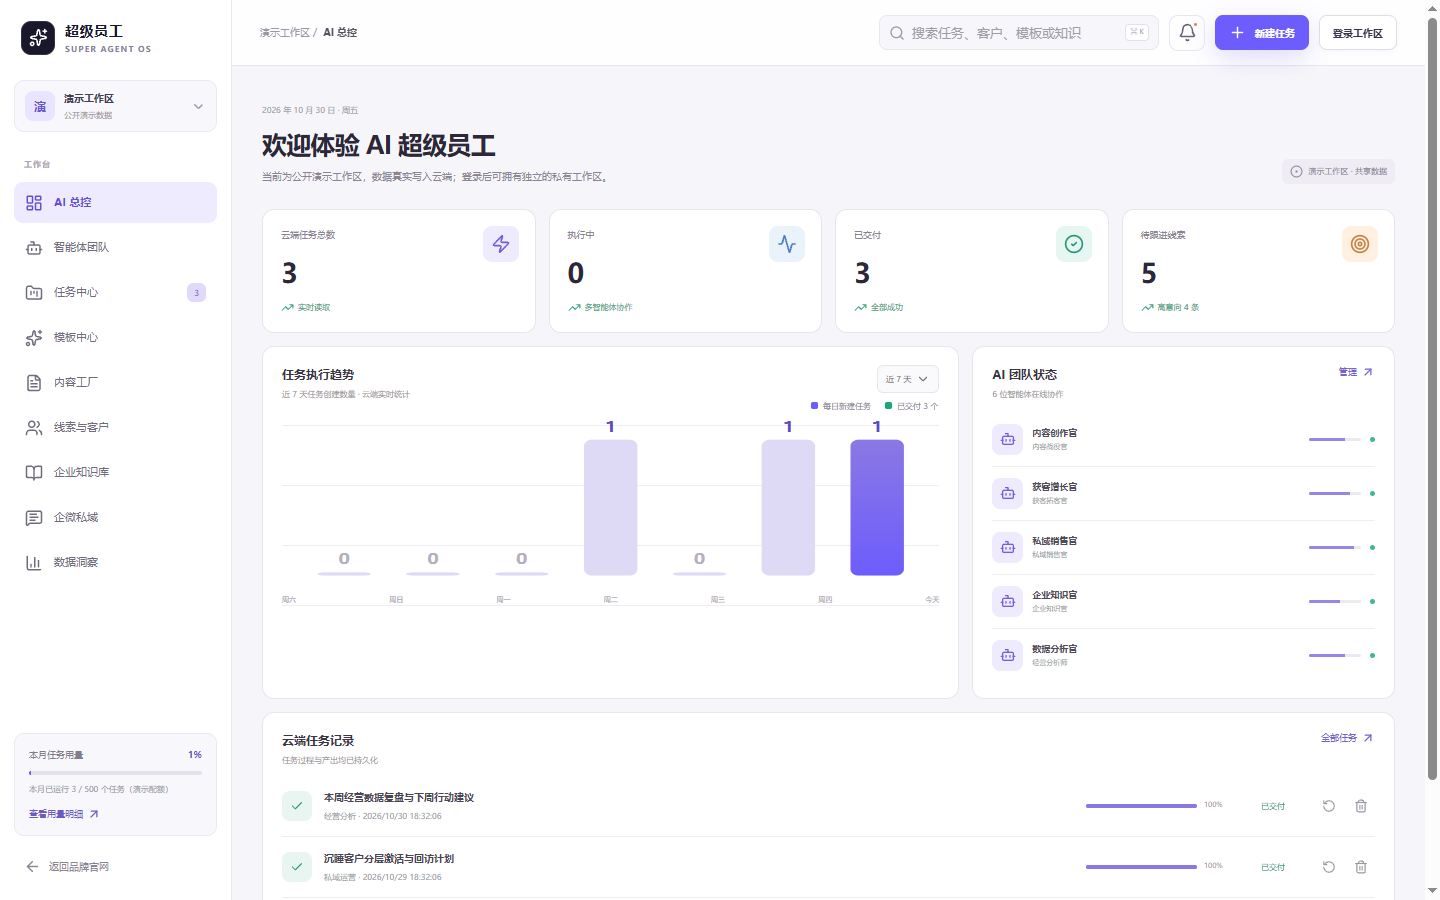 超级员工
SUPER AGENT OS
演
演示工作区
公开演示数据
工作台
AI 总控
智能体团队
任务中心
3
模板中心
内容工厂
线索与客户
企业知识库
企微私域
数据洞察
本月任务用量
1%
本月已运行 3 / 500 个任务（演示配额）
查看用量明细
返回品牌官网
演示工作区 / AI 总控
搜索任务、客户、模板或知识
⌘ K
新建任务
登录工作区
2026 年 10 月 30 日 · 周五
欢迎体验 AI 超级员工
当前为公开演示工作区，数据真实写入云端；登录后可拥有独立的私有工作区。
演示工作区 · 共享数据
云端任务总数
3
实时读取
执行中
0
多智能体协作
已交付
3
全部成功
待跟进线索
5
高意向 4 条
任务执行趋势
近 7 天任务创建数量 · 云端实时统计
近 7 天
每日新建任务
已交付 3 个
0
0
0
1
0
1
1
周六
周日
周一
周二
周三
周四
今天
AI 团队状态
6 位智能体在线协作
管理
内容创作官
内容战役官
获客增长官
获客拓客官
私域销售官
私域销售官
企业知识官
企业知识官
数据分析官
经营分析师
云端任务记录
任务过程与产出均已持久化
全部任务
本周经营数据复盘与下周行动建议
经营分析 · 2026/10/30 18:32:06
100%
已交付
沉睡客户分层激活与回访计划
私域运营 · 2026/10/29 18:32:06
100%
已交付